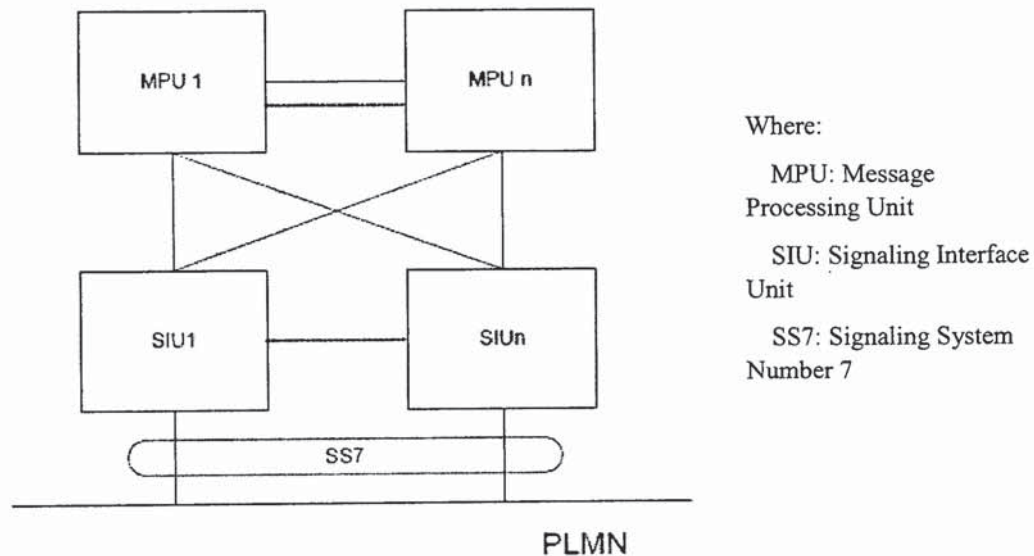 MPU 1
MPU n
Where:
MPU: Message
Processing Unit
SIU: Signaling Interface
Unit
SS7: Signaling System
Number 7
SIU1
SIUn
SS7
PLMN